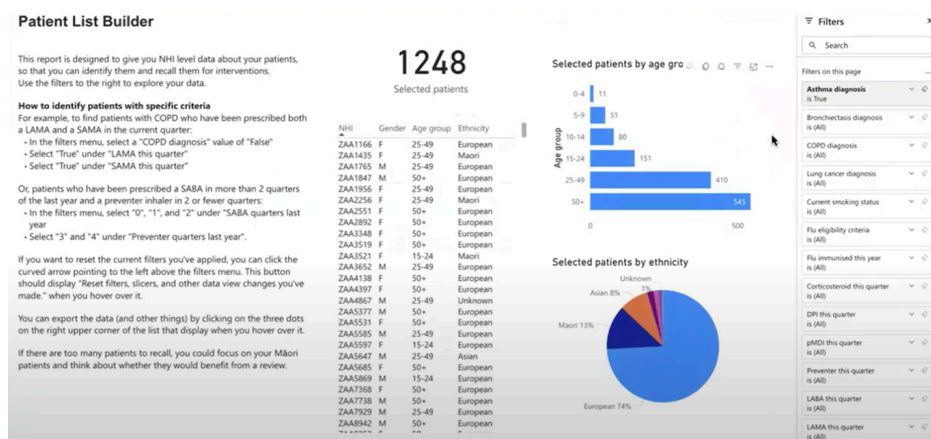 Patient List Builder
This report is designed to give you NHI level data about your patients,
so that you can identify them and recall them for interventions.
Use the filters to the right to explore your data.
How to identify patients with specific criteria
For example, to find patients with COPD who have been prescribed both
a LAMA and a SAMA in the current quarter:
• In the filters menu, select a "COPD diagnosis" value of "False"
• Select "True" under "LAMA this quarter"
• Select "True" under "SAMA this quarter"
Or, patients who have been prescribed a SABA in more than 2 quarters
of the last year and a preventer inhaler in 2 or fewer quarters:
• In the filters menu, select "0", "1", and "2" under "SABA quarters last
year
• Select "3" and "4" under "Preventer quarters last year".
If you want to reset the current filters you've applied, you can click the
curved arrow pointing to the left above the filters menu. This button
should display "Reset filters, slicers, and other data view changes you've
made." when you hover over it.
You can export the data (and other things) by clicking on the three dots
on the right upper corner of the list that display when you hover over it.
If there are too many patients to recall, you could focus on your Māori
patients and think about whether they would benefit from a review.
1248
Selected patients
NHI Gender Age group Ethnicity
ZAA1166 F 25-49 European
ZAA1435 F 25-49 Maori
ZAA1765 M 25-49 European
ZAA1847 M 50+ European
ZAA1956 F 25-49 European
ZAA2256 F 25-49 Maori
ZAA2551 F 50+ European
ZAA2892 F 50+ European
ZAA3348 F 50+ European
ZAA3519 F 50+ European
ZAA3521 F 15-24 Maori
ZAA3652 M 25-49 European
ZAA4138 F 50+ European
ZAA4397 F 50+ European
ZAA4867 M 25-49 Unknown
ZAA5377 M 50+ European
ZAA5531 F 50+ European
ZAA5585 M 25-49 European
ZAA5597 F 15-24 European
ZAA5647 M 25-49 Asian
ZAA5685 F 50+ European
ZAA5869 M 15-24 European
ZAA7368 F 50+ European
ZAA7738 M 50+ European
ZAA7929 M 25-49 European
ZAA8942 M 50+ European
Selected patients by age gro
Age group
0-4 11
5-9 51
10-14 80
15-24 151
25-49 410
50+ 545
0 500
Selected patients by ethnicity
Unknown
1%
Asian 8%
Maori 13%
European 74%
Filters
Search
Filters on this page
Asthma diagnosis
is True
Bronchiectasis diagnosis
is (All)
COPD diagnosis
is (All)
Lung cancer diagnosis
is (All)
Current smoking status
is (All)
Flu eligibility criteria
is (All)
Flu immunised this year
is (All)
Corticosteroid this quarter
is (All)
DPI this quarter
is (All)
pMDI this quarter
is (All)
Preventer this quarter
is (All)
LABA this quarter
is (All)
LAMA this quarter
is (All)